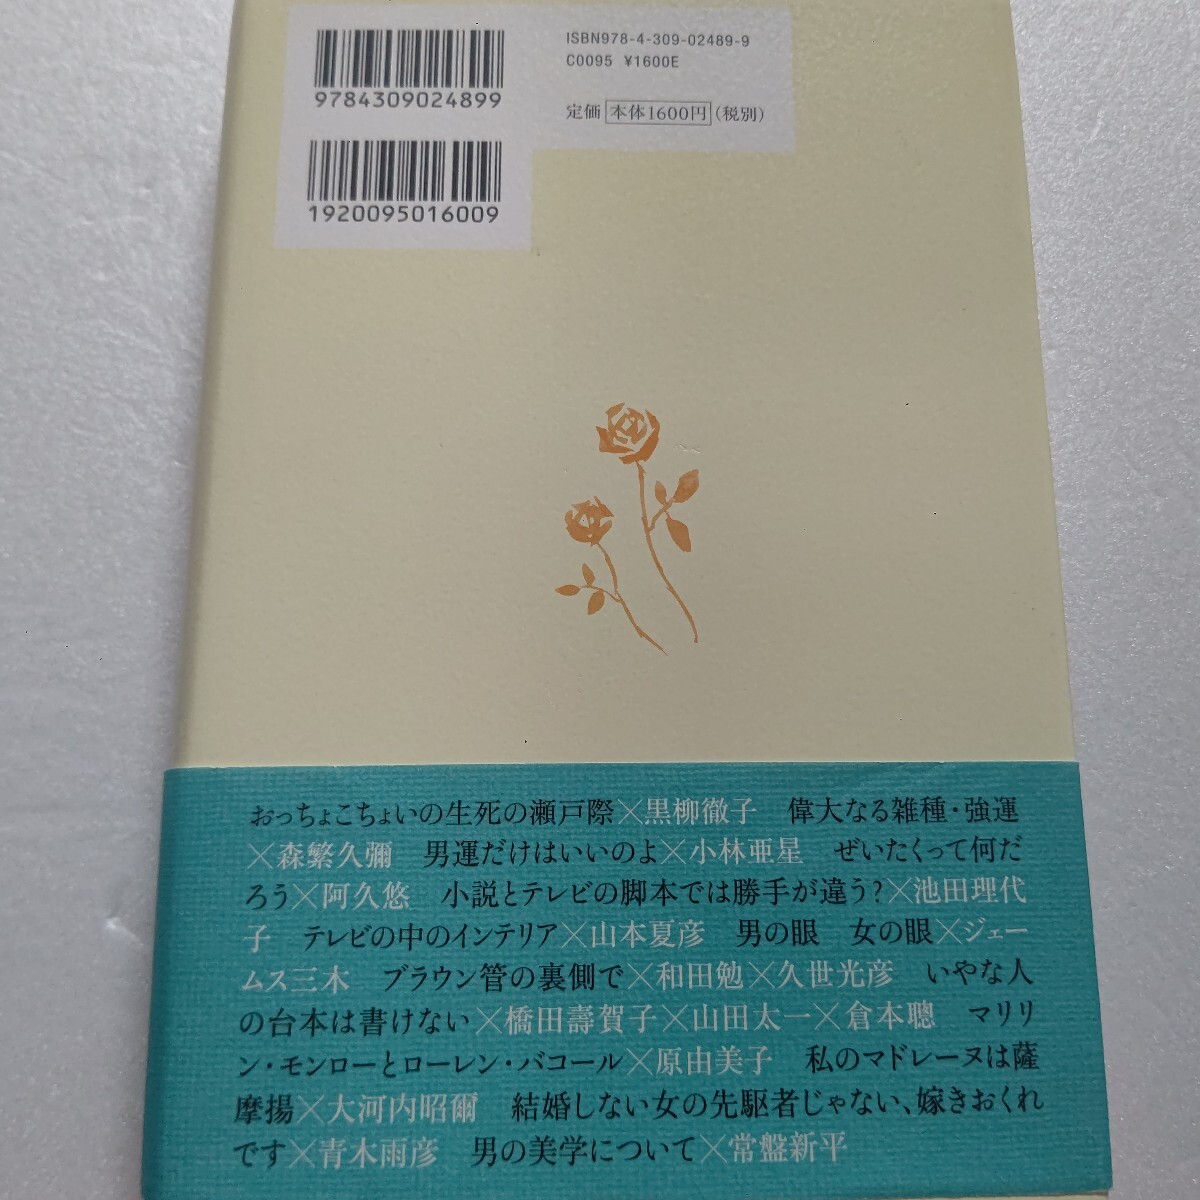 9784309024899
ISBN978-4-309-02489-9
C0095 ¥1600E
定価 本体1600円(税別)
1920095016009
おっちょこちょいの生死の瀬戸際×黒柳徹子 偉大なる雑種・強運
×森繁久彌 男運だけはいいのよ×小林亜星 ぜいたくって何だ
ろう×阿久悠 小説とテレビの脚本では勝手が違う?×池田理代
子 テレビの中のインテリア×山本夏彦 男の眼 女の眼×ジェー
ムス三木 ブラウン管の裏側で×和田勉×久世光彦 いやな人
の台本は書けない×橋田壽賀子×山田太一×倉本聰 マリリ
ン・モンローとローレン・バコール×原由美子 私のマドレーヌは薩
摩揚×大河内昭爾 結婚しない女の先駆者じゃない、嫁きおくれ
です×青木雨彦 男の美学について×常盤新平